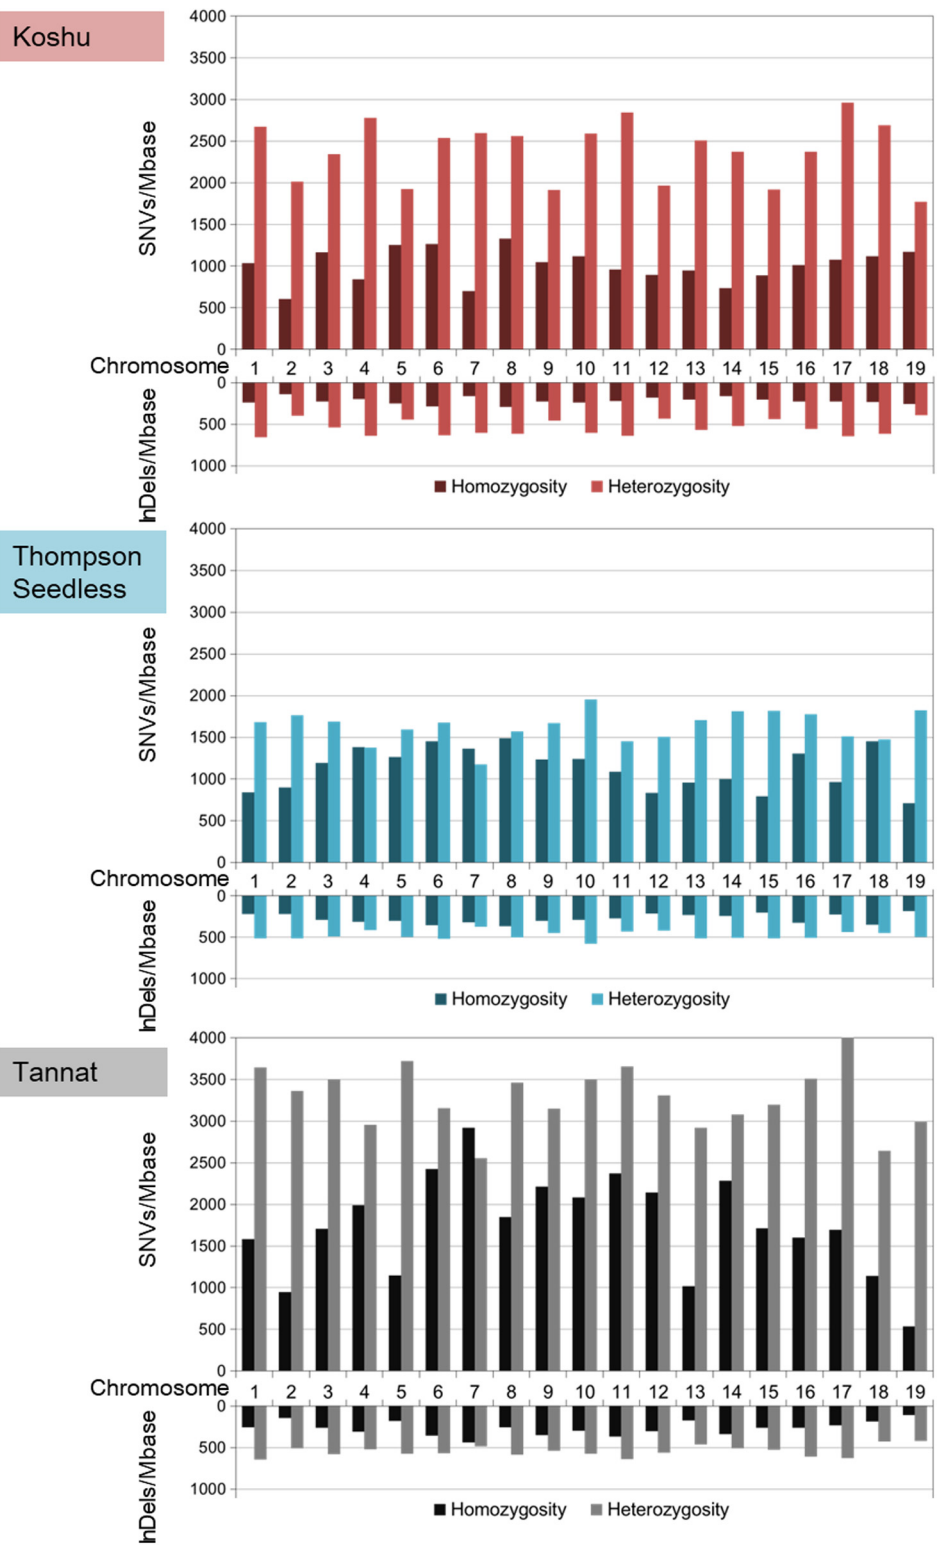 Koshu
4000
3500
3000
2500
2000
1500
1000
500
0
SNVs/Mbase
Chromosome 1 2 3 4 5 6 7 8 9 10 11 12 13 14 15 16 17 18 19
0
500
1000
InDels/Mbase
Homozygosity Heterozygosity
Thompson
Seedless
4000
3500
3000
2500
2000
1500
1000
500
0
SNVs/Mbase
Chromosome 1 2 3 4 5 6 7 8 9 10 11 12 13 14 15 16 17 18 19
0
500
1000
InDels/Mbase
Homozygosity Heterozygosity
Tannat
4000
3500
3000
2500
2000
1500
1000
500
0
SNVs/Mbase
Chromosome 1 2 3 4 5 6 7 8 9 10 11 12 13 14 15 16 17 18 19
0
500
1000
InDels/Mbase
Homozygosity Heterozygosity